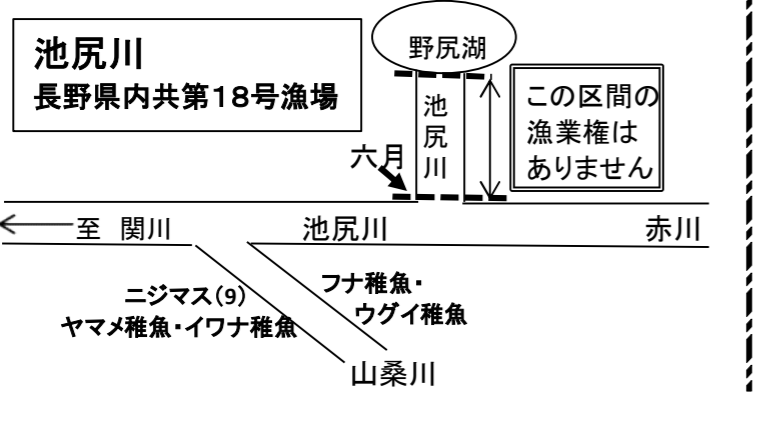 池尻川
長野県内共第18号漁場
野尻湖
池尻川
この区間の
漁業権は
ありません
六月
至 関川
池尻川
赤川
ニジマス(9)
ヤマメ稚魚・イワナ稚魚
フナ稚魚・
ウグイ稚魚
山桑川